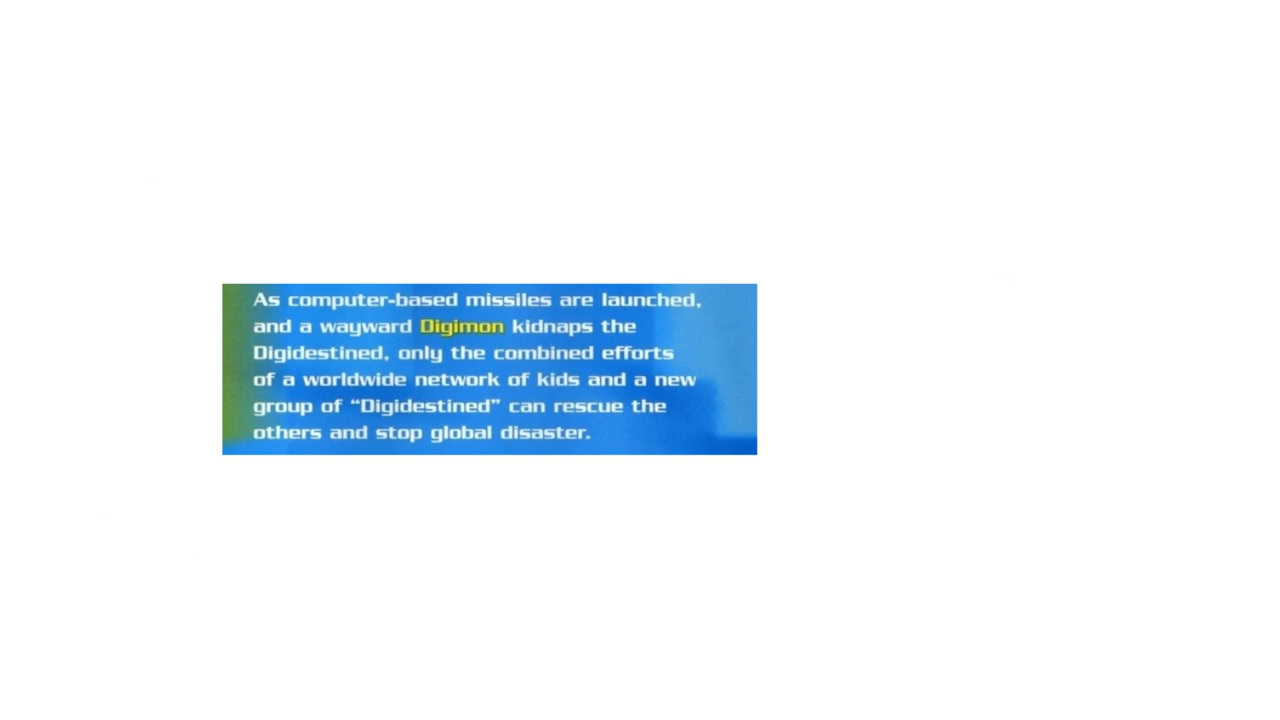 As computer-based missiles are launched,
and a wayward Digimon kidnaps the
Digidestined, only the combined efforts
of a worldwide network of kids and a new
group of “Digidestined” can rescue the
others and stop global disaster.